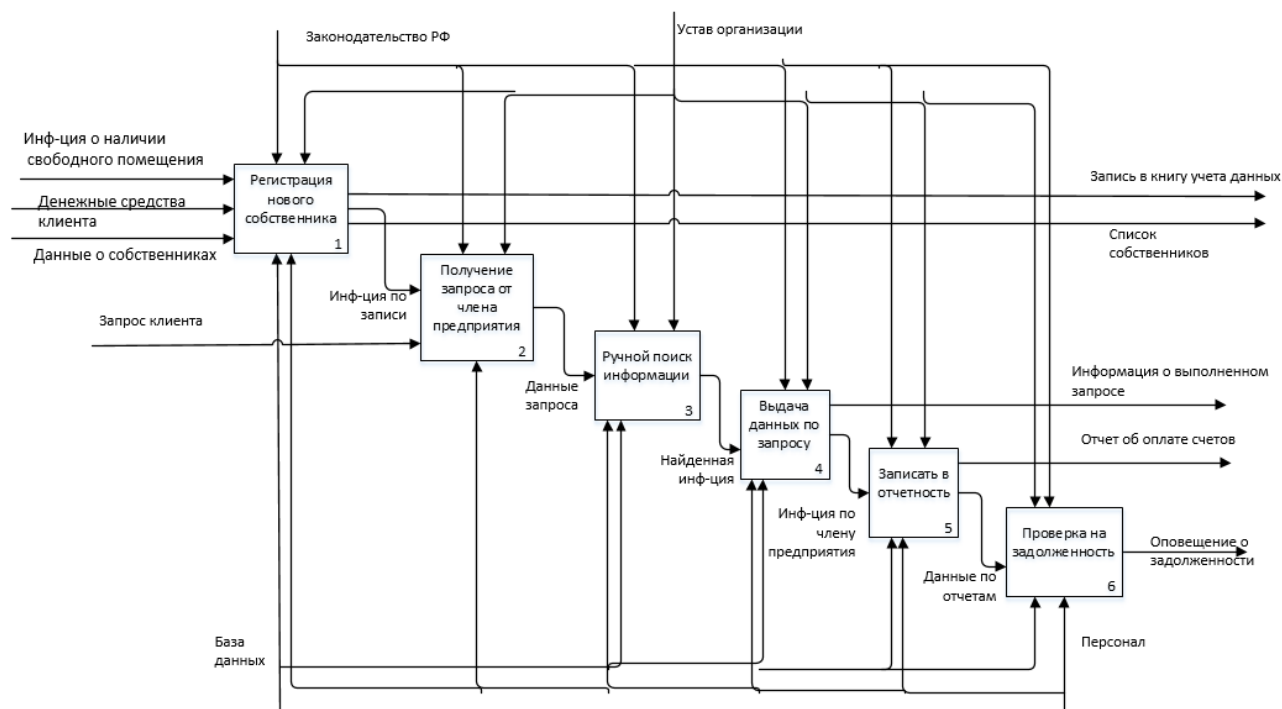 Законодательство РФ
Устав организации
Инф-ция о наличии
свободного помещения
Денежные средства
клиента
Данные о собственниках
Регистрация
нового
собственника
1
Запись в книгу учета данных
Список
собственников
Инф-ция по
записи
Запрос клиента
Получение
запроса от
члена
предприятия
2
Данные
запроса
Ручной поиск
информации
3
Найденная
инф-ция
Выдача
данных по
запросу
4
Информация о выполненном
запросе
Отчет об оплате счетов
Инф-ция по
члену
предприятия
Записать в
отчетность
5
Данные по
отчетам
Проверка на
задолженность
6
Оповещение о
задолженности
База
данных
Персонал